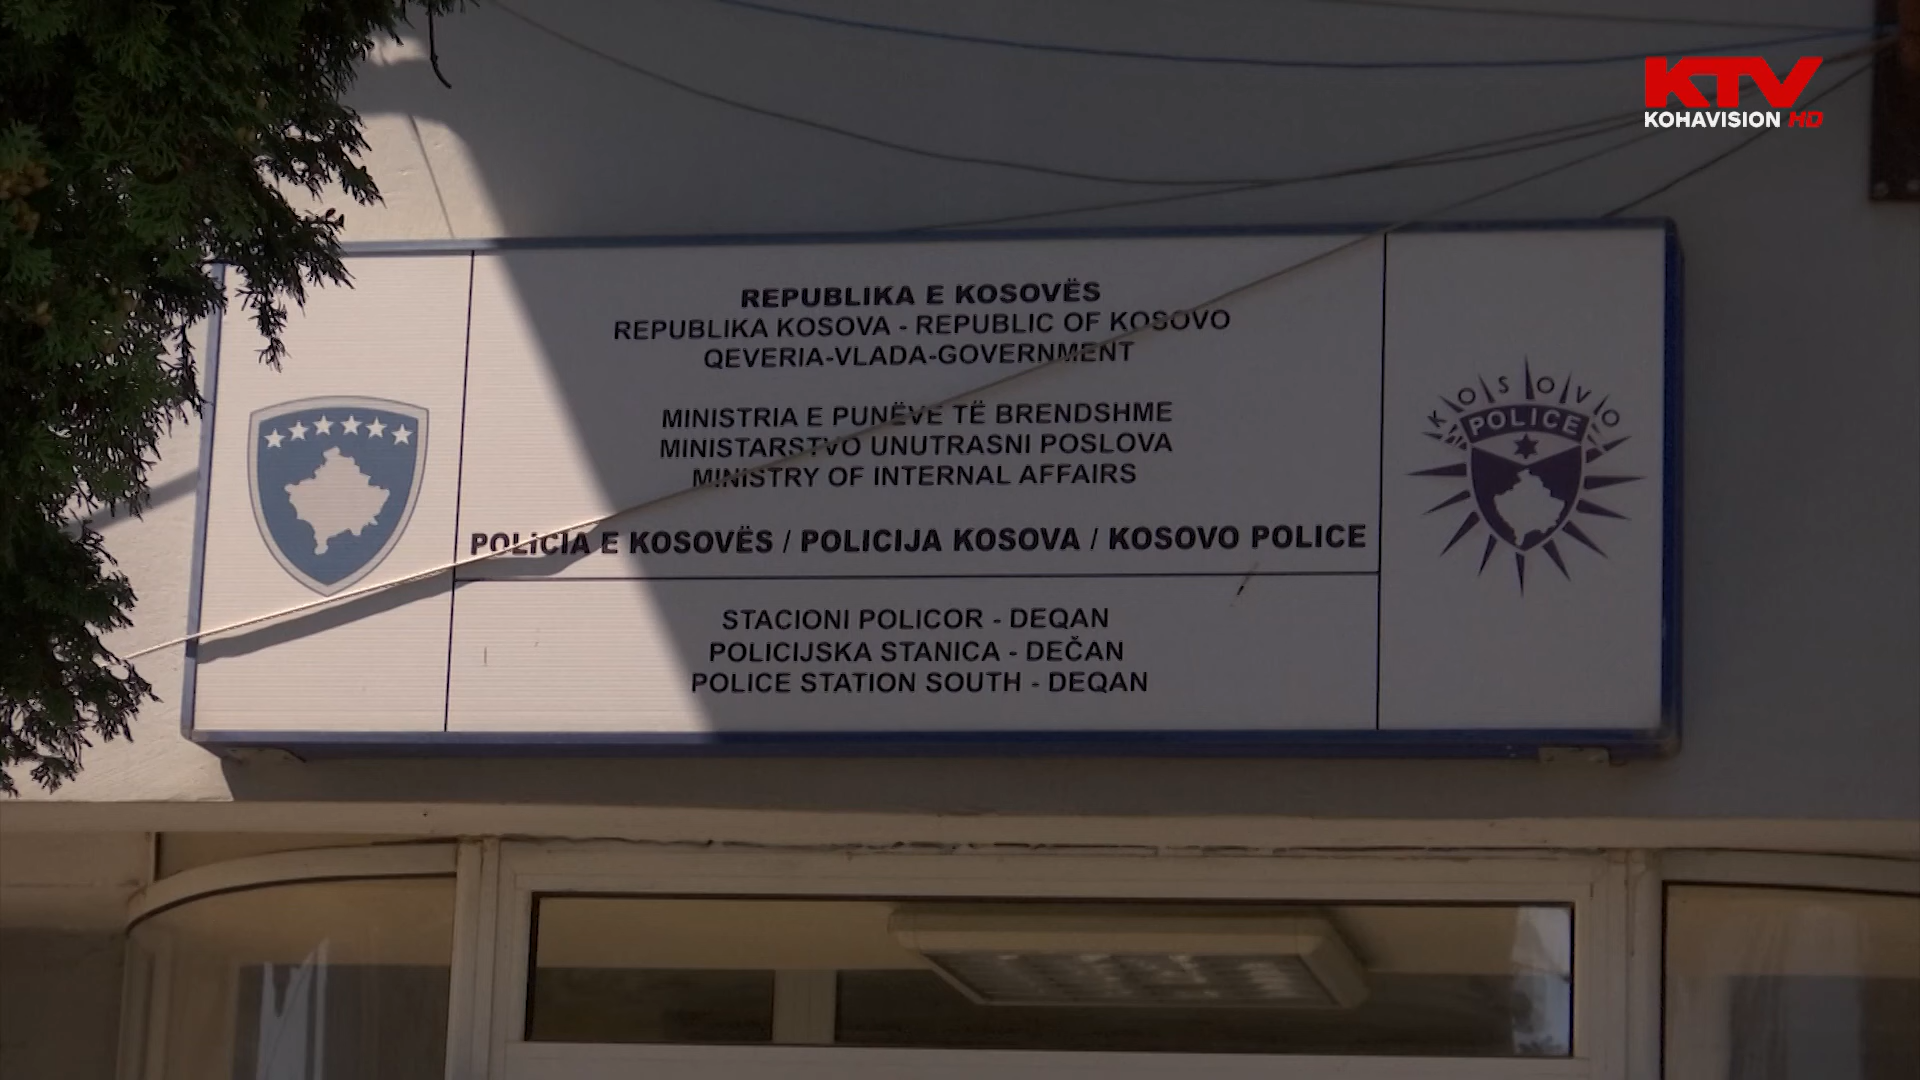 KTV
KOHAVISION HD
REPUBLIKA E KOSOVËS
REPUBLIKA KOSOVA - REPUBLIC OF KOSOVO
QEVERIA-VLADA-GOVERNMENT
MINISTRIA E PUNËVE TË BRENDSHME
MINISTARSTVO UNUTRASNI POSLOVA
MINISTRY OF INTERNAL AFFAIRS
POLICIA E KOSOVËS / POLICIJA KOSOVA / KOSOVO POLICE
STACIONI POLICOR - DEQAN
POLICIJSKA STANICA - DEČAN
POLICE STATION SOUTH - DEQAN
KOSOVO
POLICE